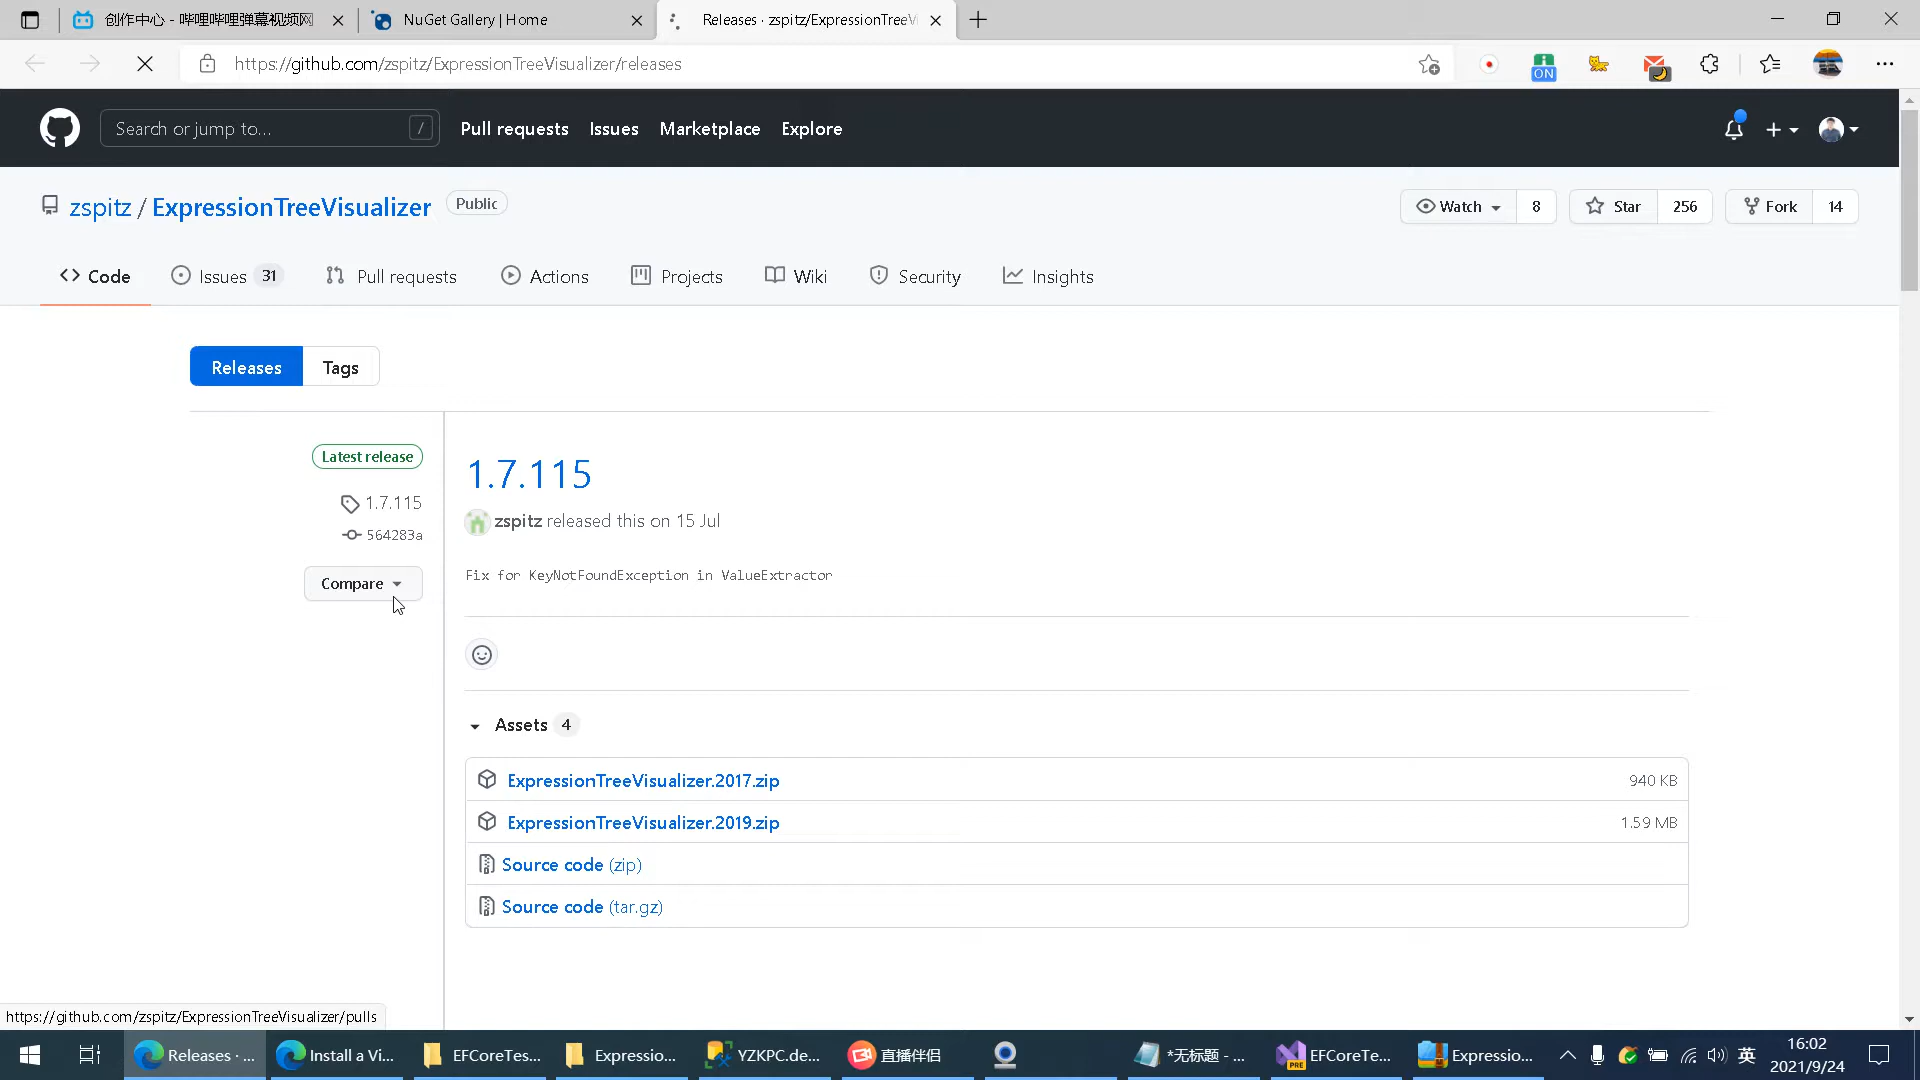 创作中心 - 哔哩哔哩弹幕视频网
NuGet Gallery | Home
Releases · zspitz/ExpressionTreeV
https://github.com/zspitz/ExpressionTreeVisualizer/releases
ON
Search or jump to...
/
Pull requests
Issues
Marketplace
Explore
zspitz / ExpressionTreeVisualizer
Public
Watch
8
Star
256
Fork
14
Code
Issues 31
Pull requests
Actions
Projects
Wiki
Security
Insights
Releases
Tags
Latest release
1.7.115
564283a
Compare
1.7.115
zspitz released this on 15 Jul
Fix for KeyNotFoundException in ValueExtractor
Assets 4
ExpressionTreeVisualizer.2017.zip
940 KB
ExpressionTreeVisualizer.2019.zip
1.59 MB
Source code (zip)
Source code (tar.gz)
https://github.com/zspitz/ExpressionTreeVisualizer/pulls
Releases · ...
Install a Vi...
EFCoreTes...
Expressio...
YZKPC.de...
直播伴侣
*无标题 - ...
EFCoreTe...
PRE
Expressio...
英
16:02
2021/9/24